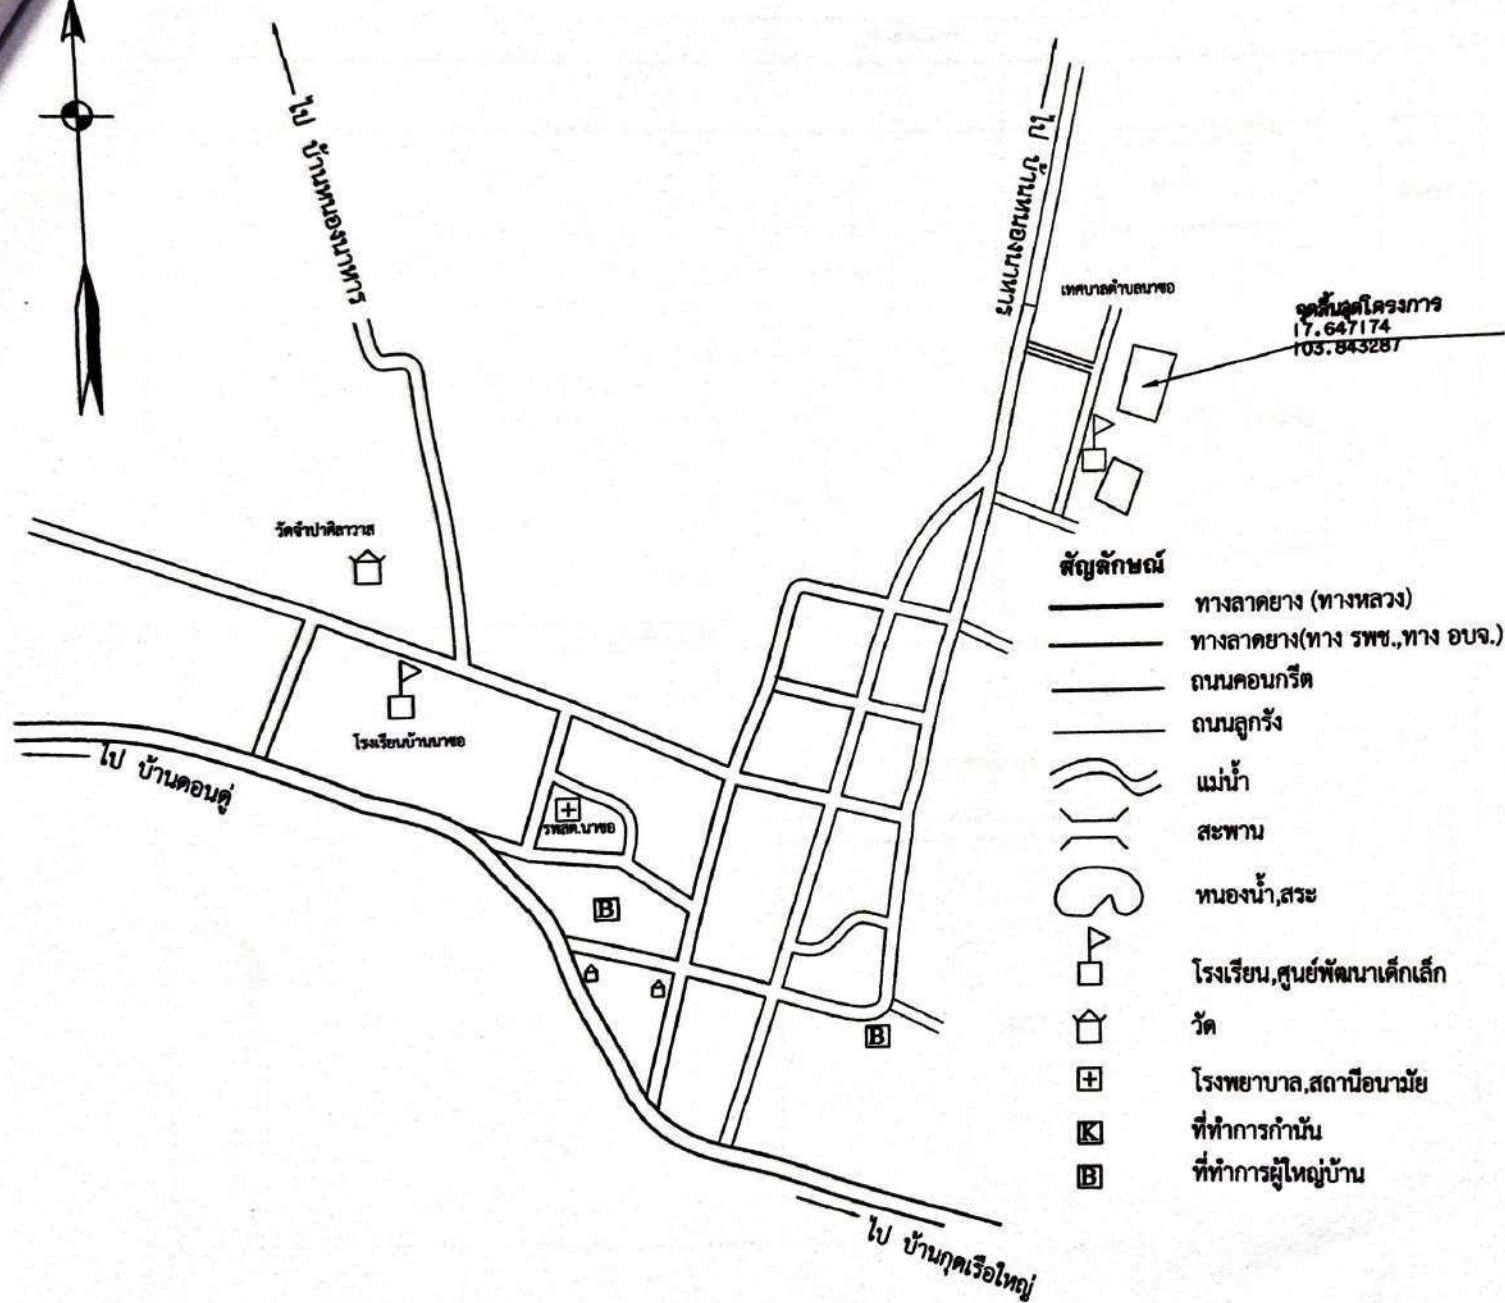 ไป บ้านหนองนาหาร
ไป บ้านหนองนาหาร
เทศบาลตำบลนาซอ
จุดสิ้นสุดโครงการ
17.647174
103.843287
วัดจำปาศิลาวาส
โรงเรียนบ้านนาซอ
ไป บ้านดอนดู่
+
รพสต.นาซอ
B
B
ไป บ้านกุดเรือใหญ่
สัญลักษณ์
ทางลาดยาง (ทางหลวง)
ทางลาดยาง(ทาง รพช.,ทาง อบจ.)
ถนนคอนกรีต
ถนนลูกรัง
แม่น้ำ
สะพาน
หนองน้ำ,สระ
โรงเรียน,ศูนย์พัฒนาเด็กเล็ก
วัด
+ โรงพยาบาล,สถานีอนามัย
K ที่ทำการกำนัน
B ที่ทำการผู้ใหญ่บ้าน